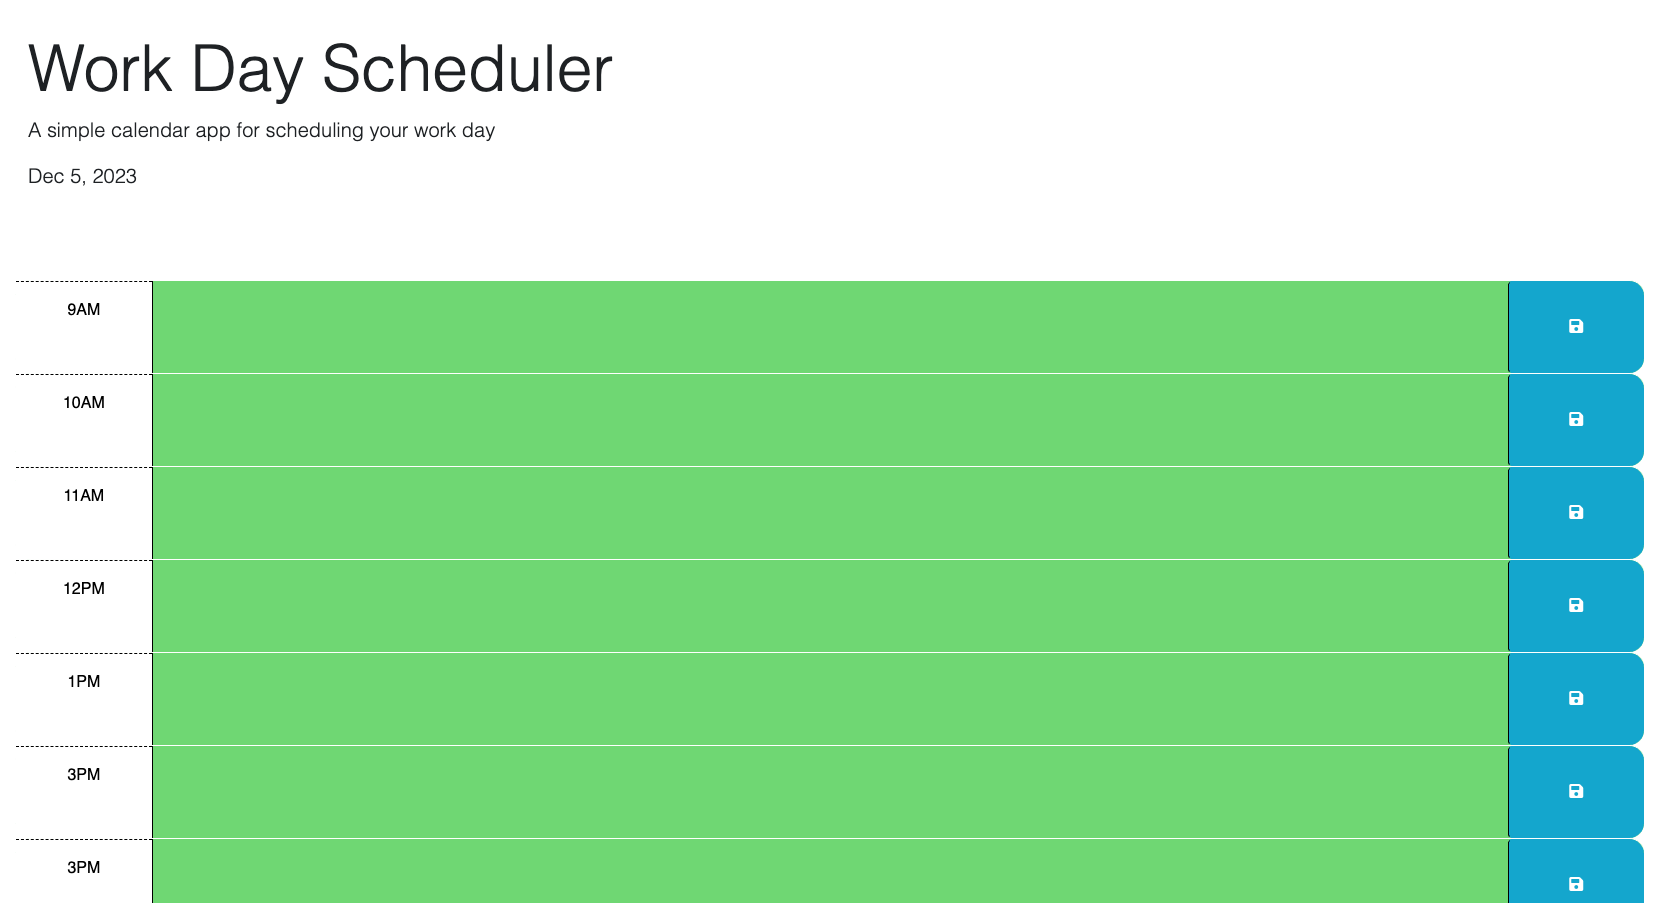 Work Day Scheduler
A simple calendar app for scheduling your work day
Dec 5, 2023
9AM
10AM
11AM
12PM
1PM
3PM
3PM